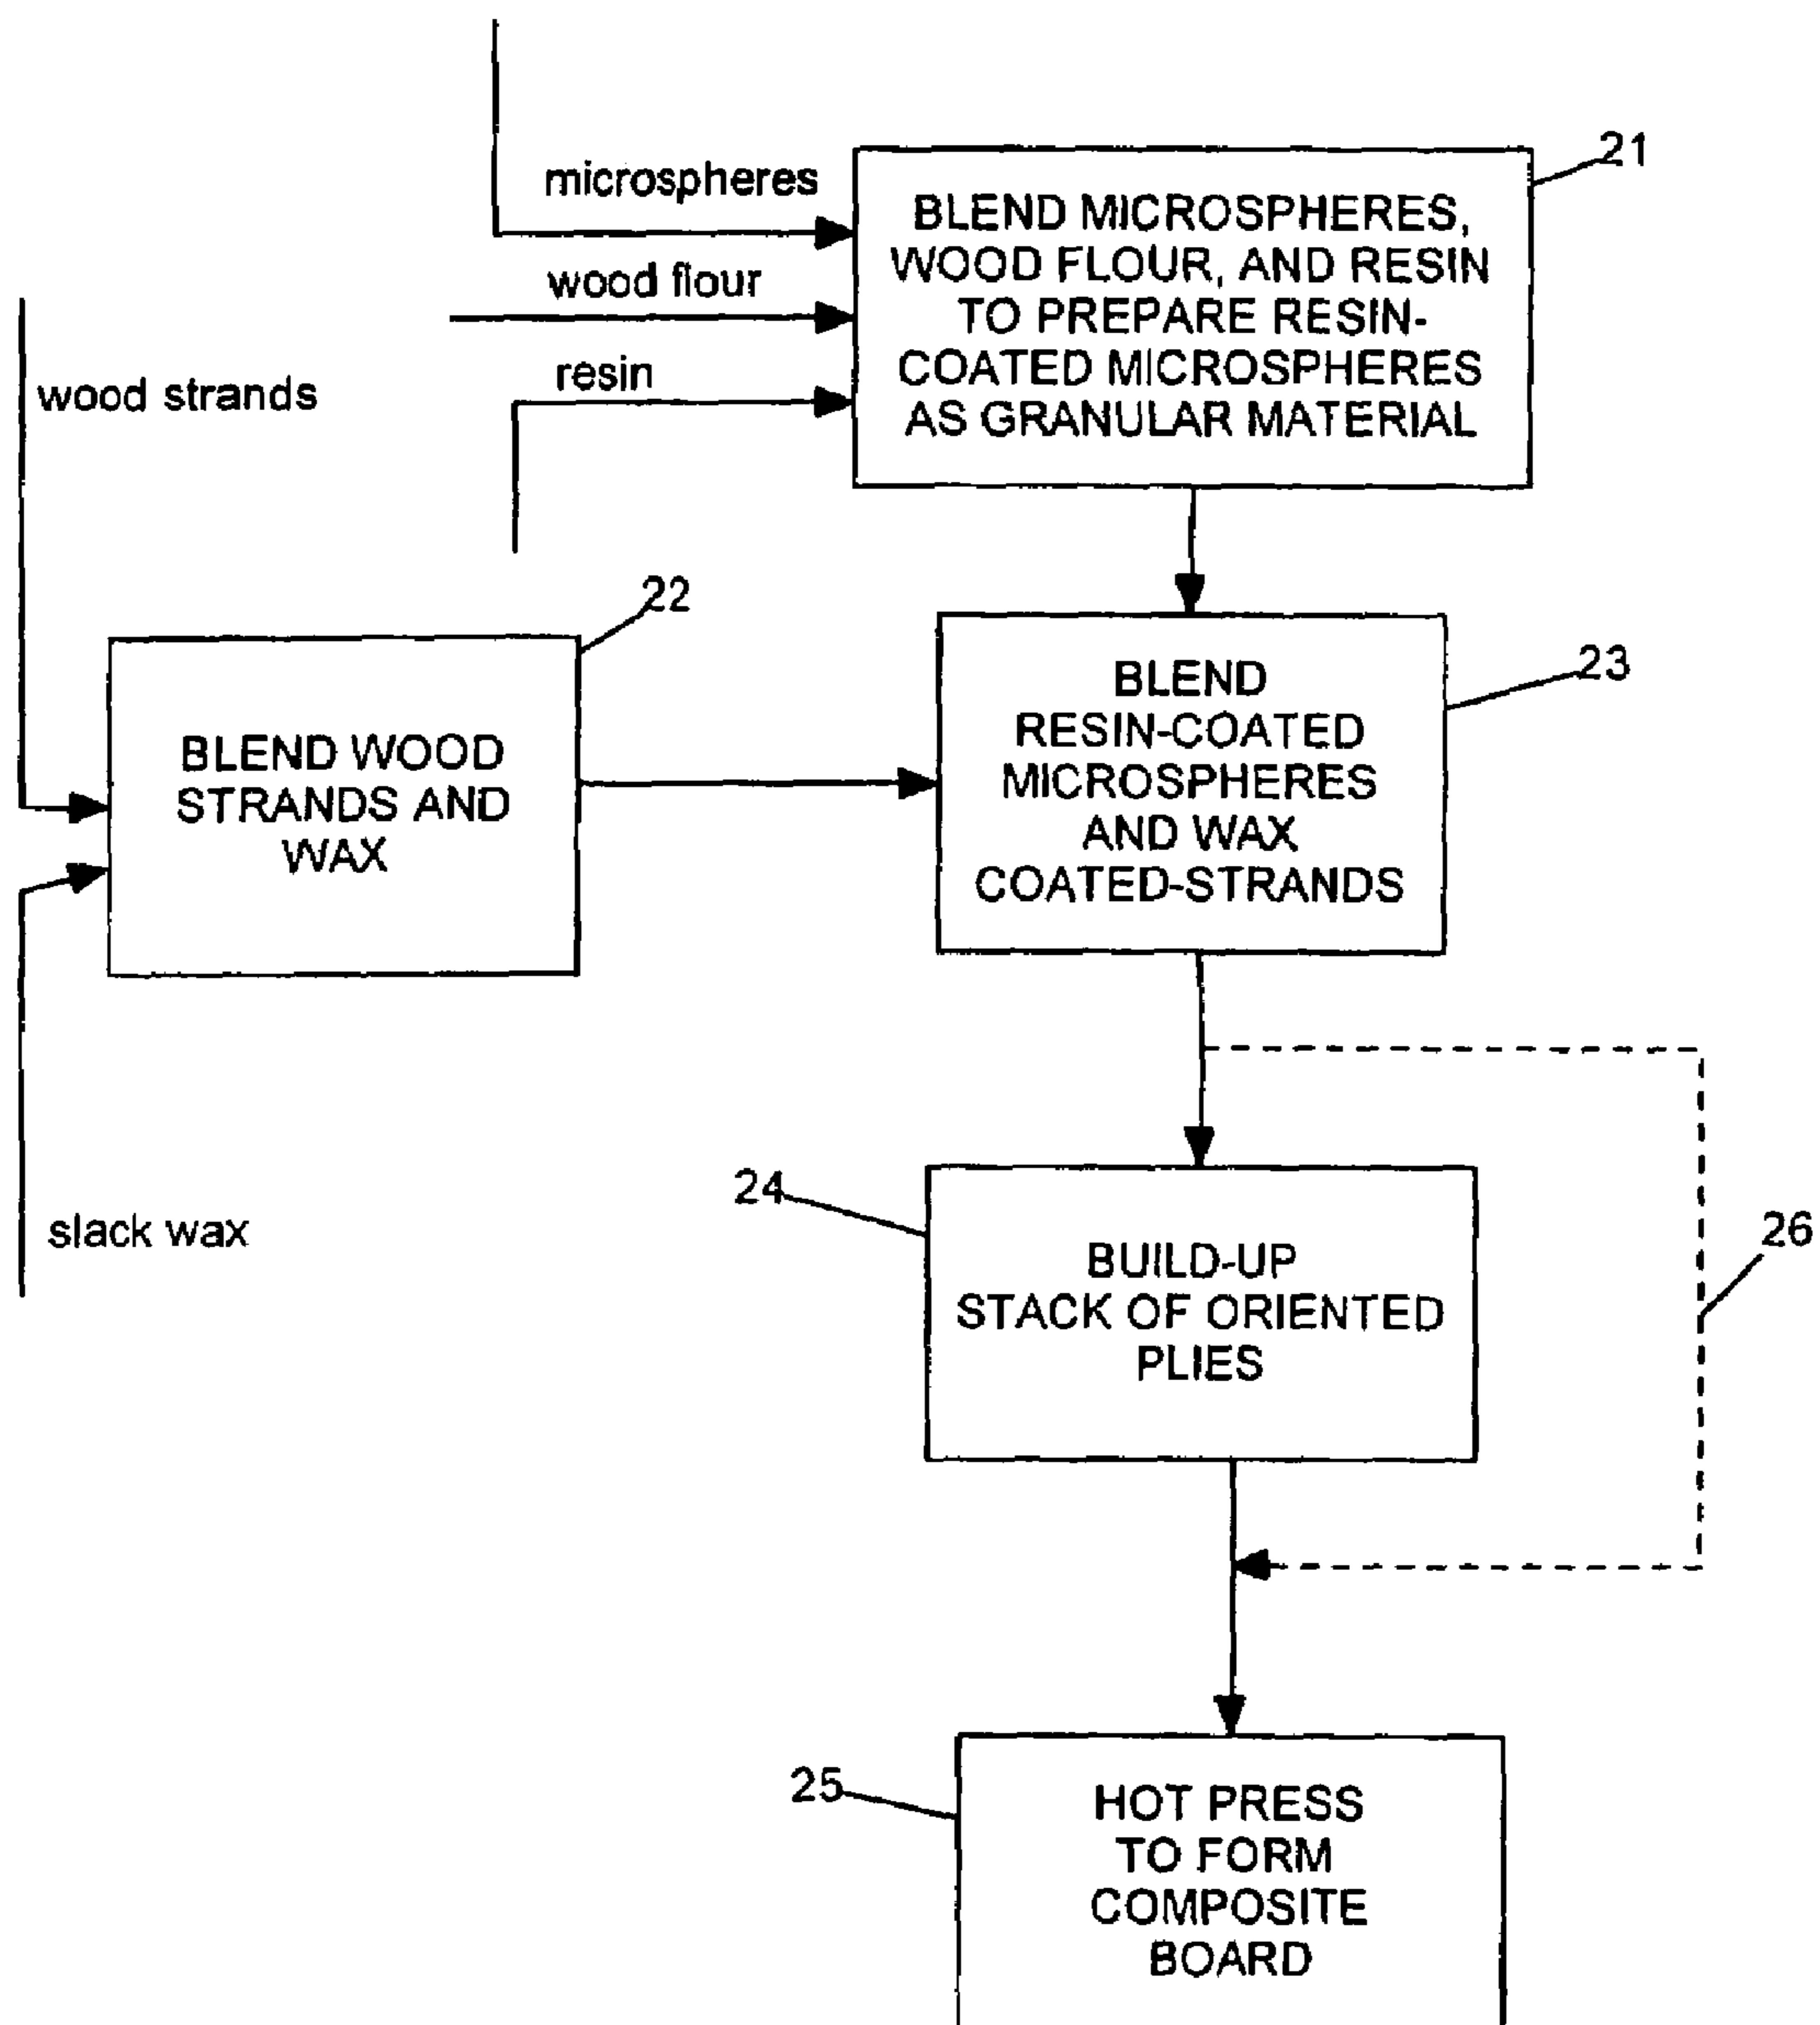 microspheres
wood flour
resin
21
BLEND MICROSPHERES,
WOOD FLOUR, AND RESIN
TO PREPARE RESIN-
COATED MICROSPHERES
AS GRANULAR MATERIAL
wood strands
22
BLEND WOOD
STRANDS AND
WAX
slack wax
23
BLEND
RESIN-COATED
MICROSPHERES
AND WAX
COATED-STRANDS
24
BUILD-UP
STACK OF ORIENTED
PLIES
26
25
HOT PRESS
TO FORM
COMPOSITE
BOARD